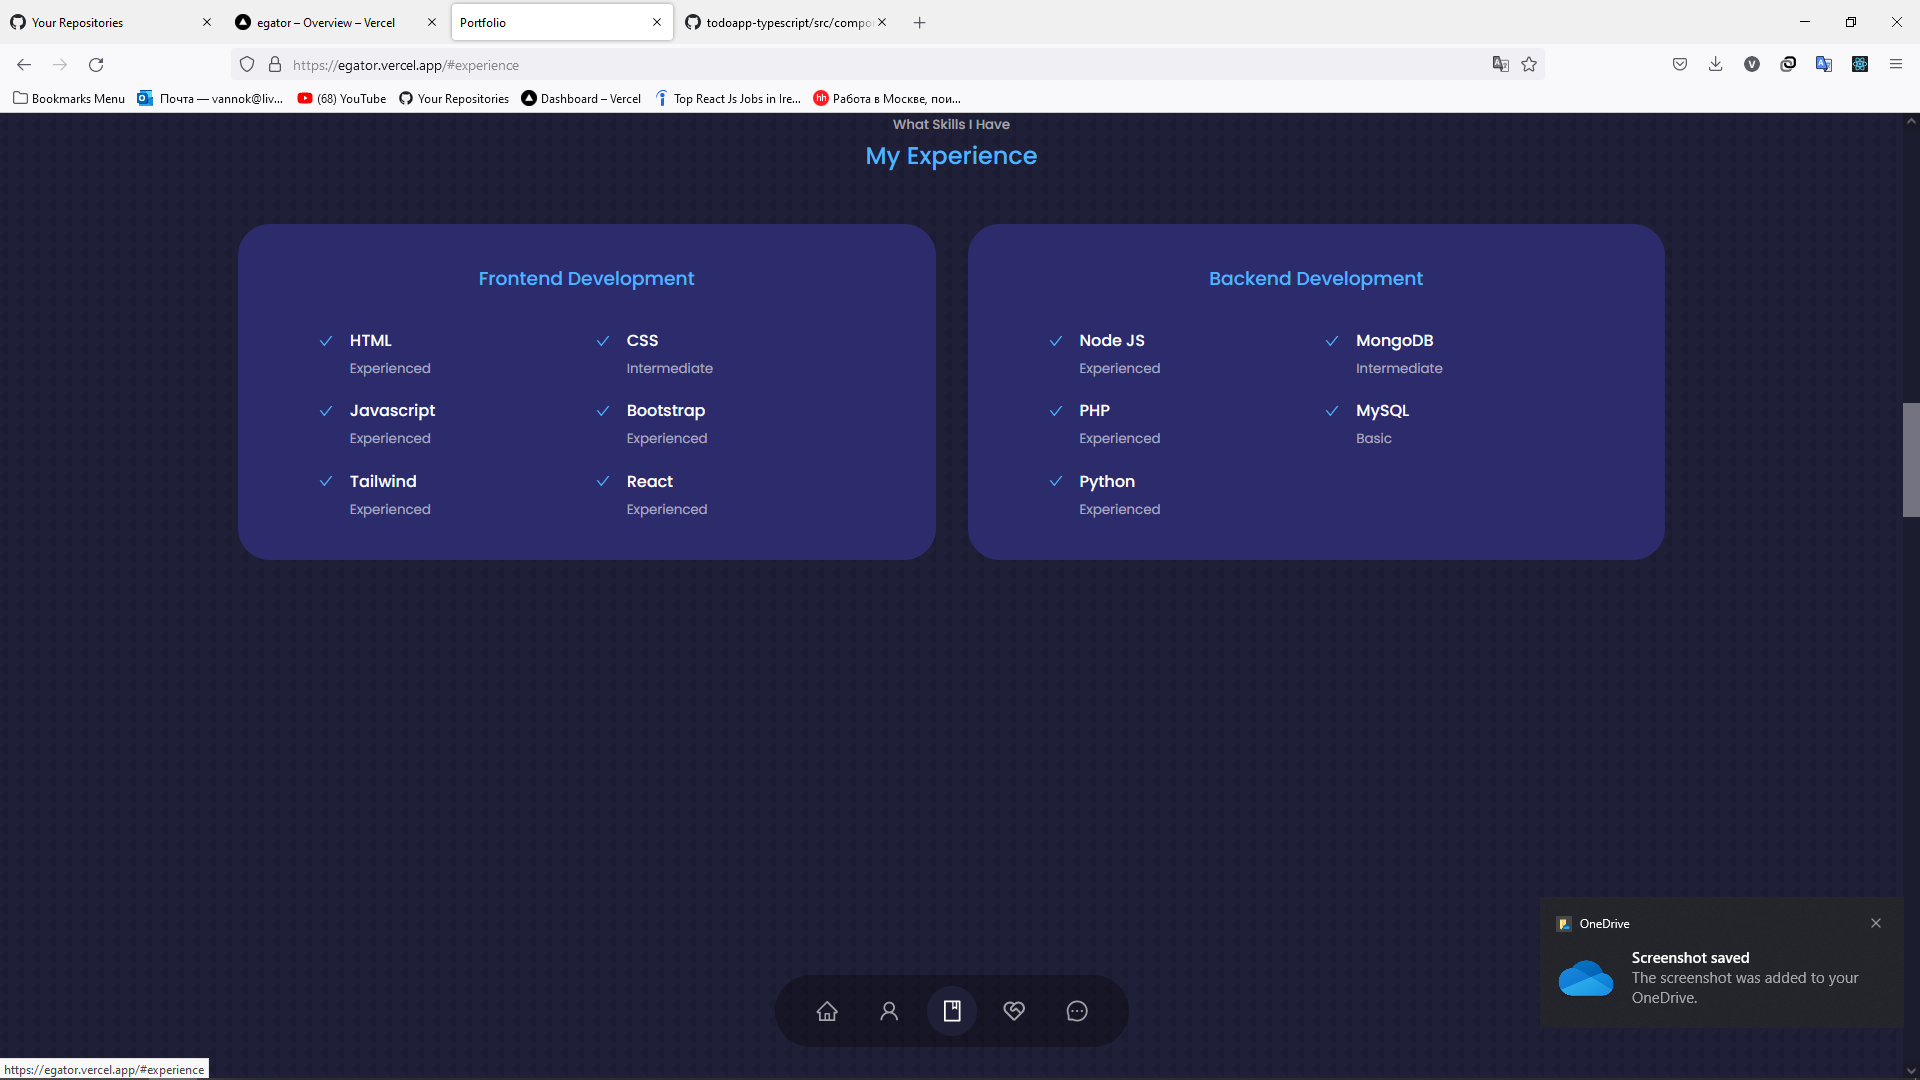 Your Repositories
egator – Overview – Vercel
Portfolio
todoapp-typescript/src/compo
https://egator.vercel.app/#experience
Bookmarks Menu
Почта — vannok@liv...
(68) YouTube
Your Repositories
Dashboard – Vercel
Top React Js Jobs in Ire...
hh
Работа в Москве, пои...
What Skills I Have
My Experience
Frontend Development
HTML
Experienced
CSS
Intermediate
Javascript
Experienced
Bootstrap
Experienced
Tailwind
Experienced
React
Experienced
Backend Development
Node JS
Experienced
MongoDB
Intermediate
PHP
Experienced
MySQL
Basic
Python
Experienced
OneDrive
Screenshot saved
The screenshot was added to your
OneDrive.
https://egator.vercel.app/#experience